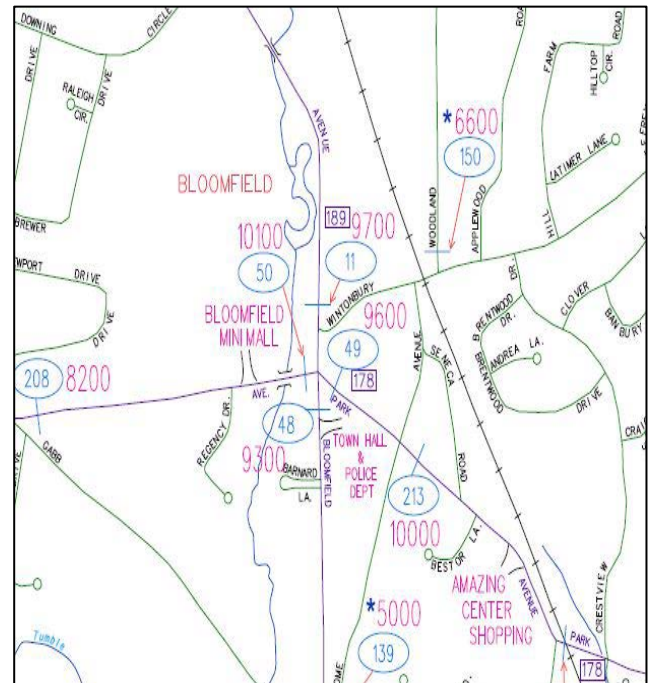 DOWNING
CIRCLE
DRIVE
DRIVE
RALEIGH
CIR.
BREWER
WPORT DRIVE
DRIVE
AVENUE
BLOOMFIELD
189
9700
10100
50
11
*6600
150
WOODLAND
APPLEWOOD
ROAD
FARM
HILLTOP
CIR.
LATIMER LANE
HILL
WINTONBURY
9600
49
178
AVENUE
SENECA
ROAD
BRENTWOOD
DR.
DR.
ANDREA LA.
BRENTWOOD
DRIVE
CLOVER
BANBURY
BLOOMFIELD
MINI MALL
208
8200
GABB
AVE.
PARK
REGENCY DR.
48
9300
BARNARD
LA.
BLOOMFIELD
TOWN HALL
&
POLICE
DEPT
213
10000
BESTOR LA.
AMAZING
CENTER
SHOPPING
AVENUE
CRESTVIEW
PARK
178
*5000
139
Tumble